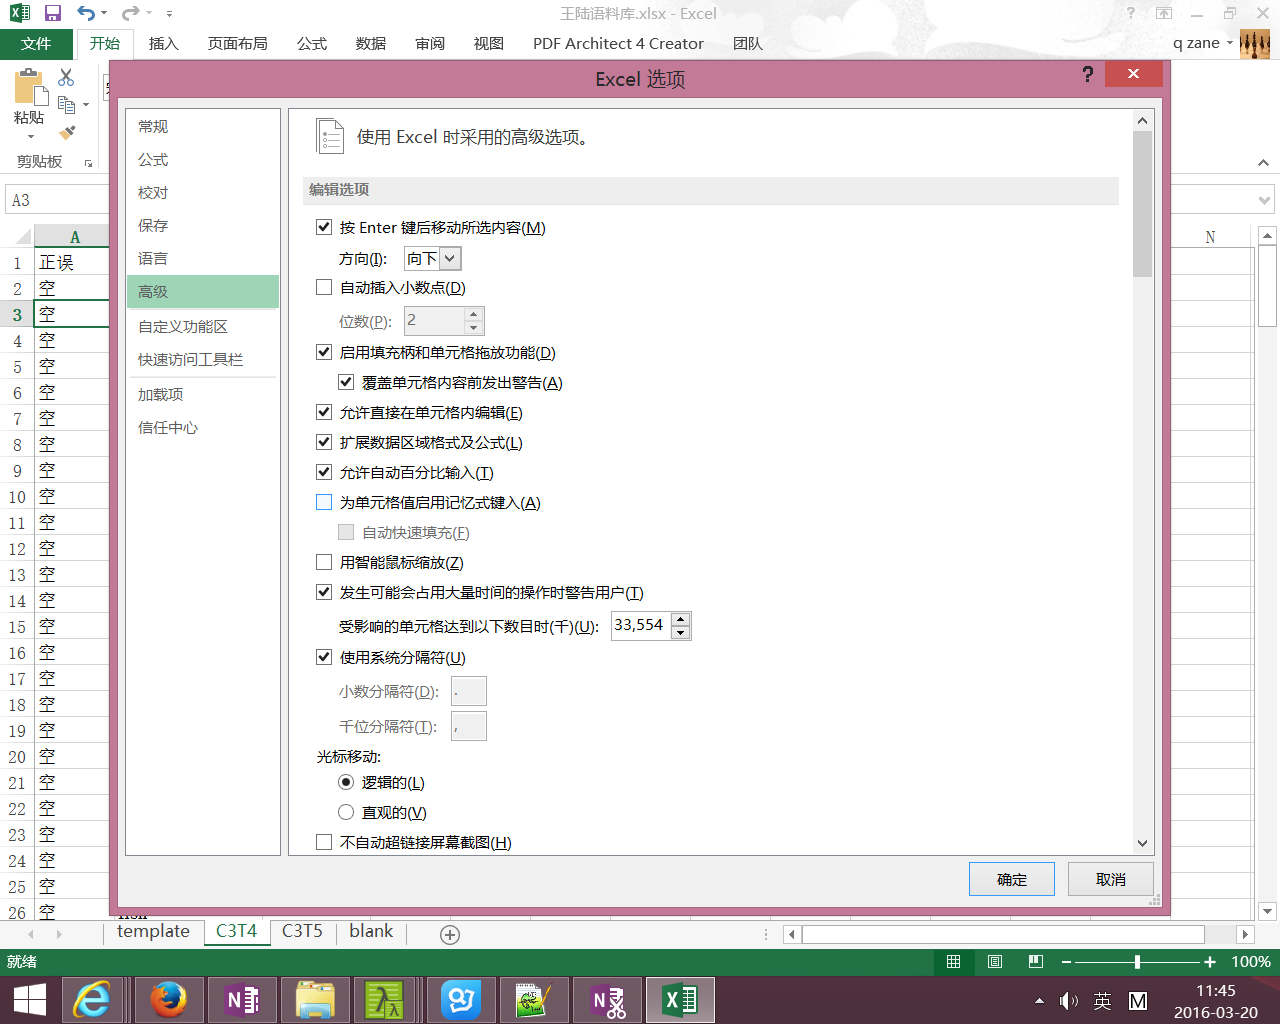 王陆语料库.xlsx - Excel
文件 开始 插入 页面布局 公式 数据 审阅 视图 PDF Architect 4 Creator 团队 q zane
粘贴
剪贴板
A3
A N
1 正误
2 空
3 空
4 空
5 空
6 空
7 空
8 空
9 空
10 空
11 空
12 空
13 空
14 空
15 空
16 空
17 空
18 空
19 空
20 空
21 空
22 空
23 空
24 空
25 空
26 空
Excel 选项
?
常规
公式
校对
保存
语言
高级
自定义功能区
快速访问工具栏
加载项
信任中心
使用 Excel 时采用的高级选项。
编辑选项
按 Enter 键后移动所选内容(M)
方向(I): 向下
自动插入小数点(D)
位数(P): 2
启用填充柄和单元格拖放功能(D)
覆盖单元格内容前发出警告(A)
允许直接在单元格内编辑(E)
扩展数据区域格式及公式(L)
允许自动百分比输入(T)
为单元格值启用记忆式键入(A)
自动快速填充(F)
用智能鼠标缩放(Z)
发生可能会占用大量时间的操作时警告用户(T)
受影响的单元格达到以下数目时(千)(U): 33,554
使用系统分隔符(U)
小数分隔符(D): .
千位分隔符(T): ,
光标移动:
逻辑的(L)
直观的(V)
不自动超链接屏幕截图(H)
确定 取消
template C3T4 C3T5 blank
就绪 100%
英 M
11:45
2016-03-20